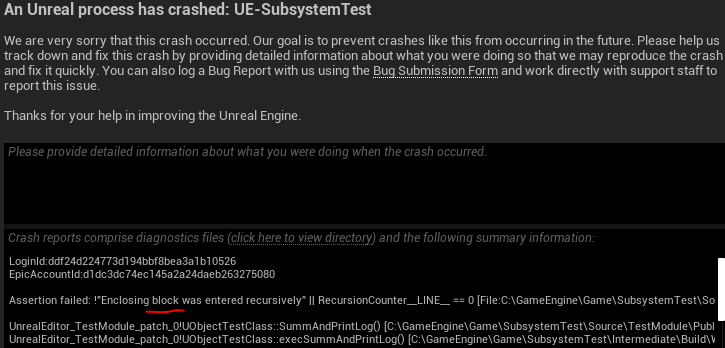 An Unreal process has crashed: UE-SubsystemTest
We are very sorry that this crash occurred. Our goal is to prevent crashes like this from occurring in the future. Please help us
track down and fix this crash by providing detailed information about what you were doing so that we may reproduce the crash
and fix it quickly. You can also log a Bug Report with us using the Bug Submission Form and work directly with support staff to
report this issue.
Thanks for your help in improving the Unreal Engine.
Please provide detailed information about what you were doing when the crash occurred.
Crash reports comprise diagnostics files (click here to view directory) and the following summary information:
LoginId:ddf24d224773d194bbf8bea3a1b10526
EpicAccountId:d1dc3dc74ec145a2a24daeb263275080
Assertion failed: !"Enclosing block was entered recursively" || RecursionCounter__LINE__ == 0 [File:C:\GameEngine\Game\SubsystemTest\So
UnrealEditor_TestModule_patch_0!UObjectTestClass::SummAndPrintLog() [C:\GameEngine\Game\SubsystemTest\Source\TestModule\Publ
UnrealEditor_TestModule_patch_0!UObjectTestClass::execSummAndPrintLog() [C:\GameEngine\Game\SubsystemTest\Intermediate\Build\W